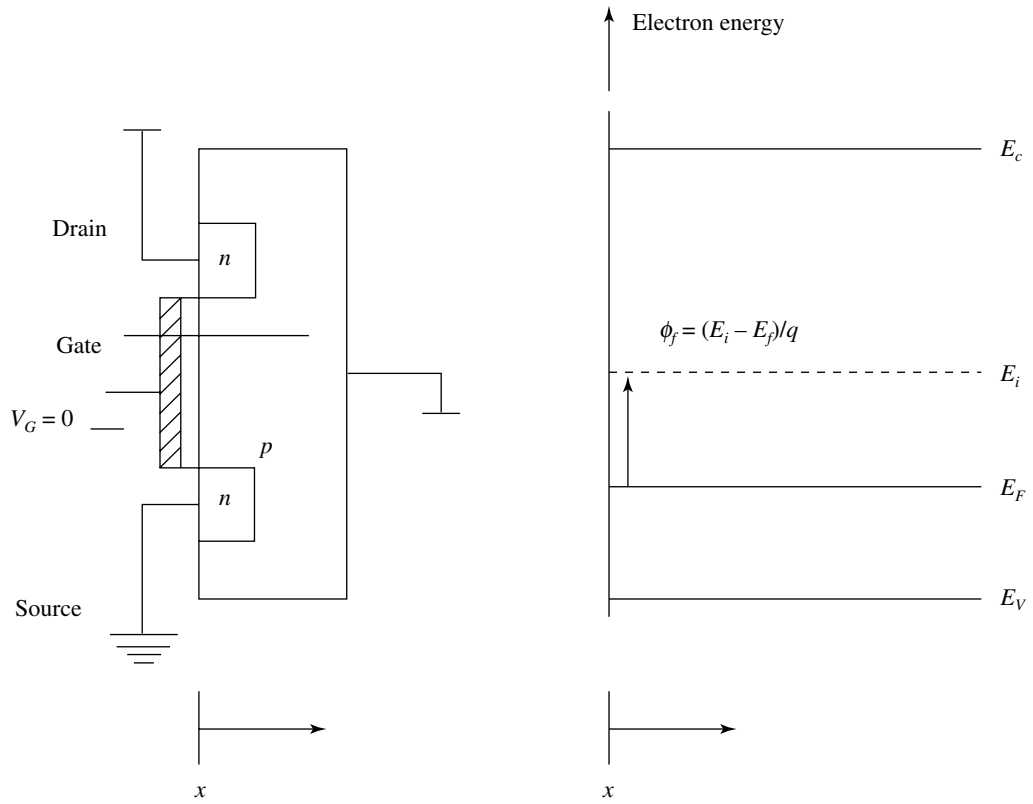 Electron energy
E_c
Drain
n
ϕ_f = (E_i – E_f)/q
Gate
E_i
V_G = 0
p
n
E_F
Source
E_V
x
x